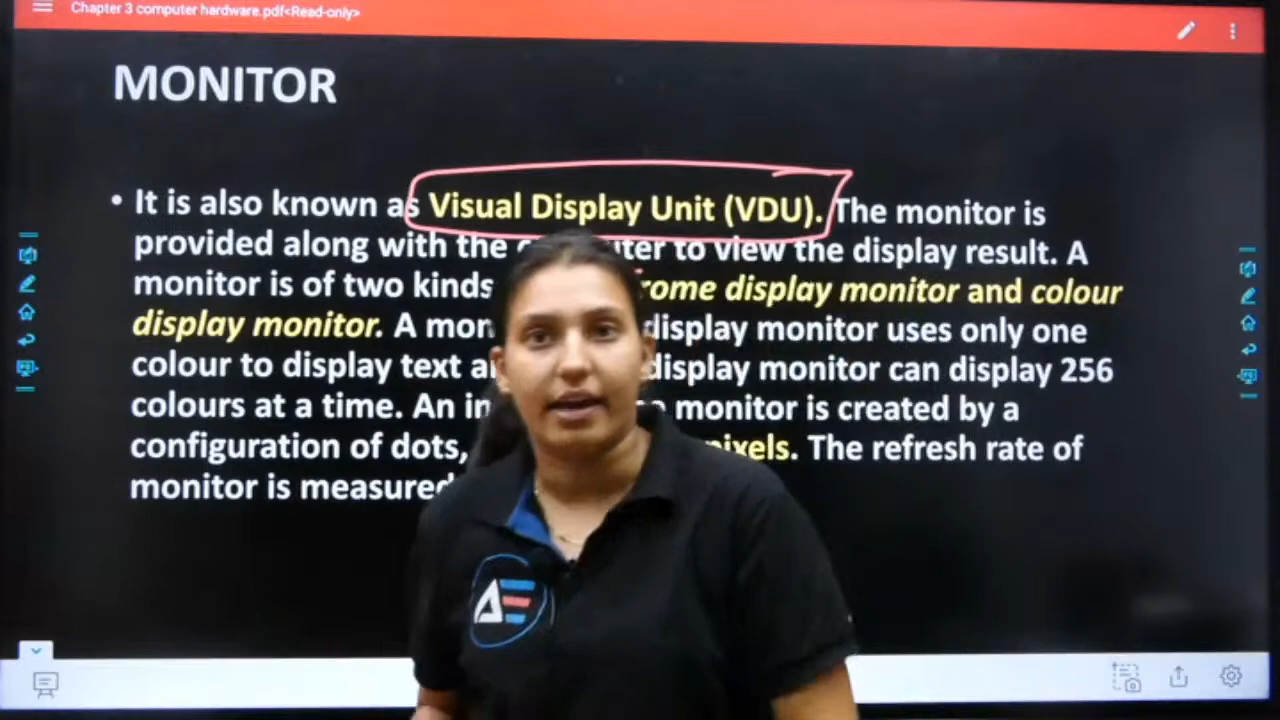 Chapter 3 computer hardware.pdf<Read-only>
MONITOR
• It is also known as Visual Display Unit (VDU). The monitor is
provided along with the to view the display result. A
monitor is of two kinds display monitor and colour
display monitor. A display monitor uses only one
colour to display text display monitor can display 256
colours at a time. An monitor is created by a
configuration of dots, pixels. The refresh rate of
monitor is measured